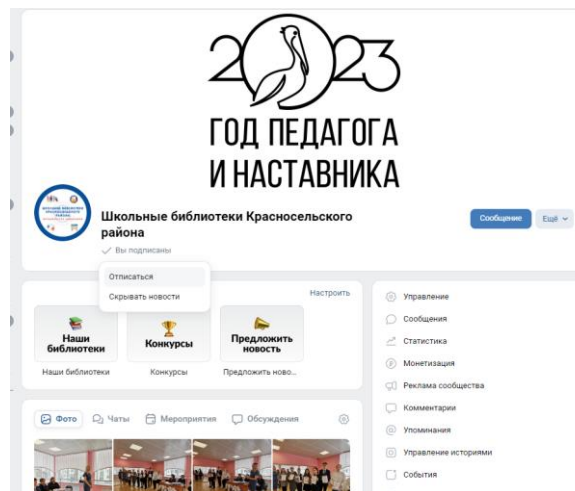 2023
ГОД ПЕДАГОГА
И НАСТАВНИКА
Школьные библиотеки Красносельского
района
Вы подписаны
Сообщение
Ещё
Отписаться
Скрывать новости
Настроить
Наши
библиотеки
Конкурсы
Предложить
новость
Наши библиотеки
Конкурсы
Предложить ново...
Фото
Чаты
Мероприятия
Обсуждения
Управление
Сообщения
Статистика
Монетизация
Реклама сообщества
Комментарии
Упоминания
Управление историями
События